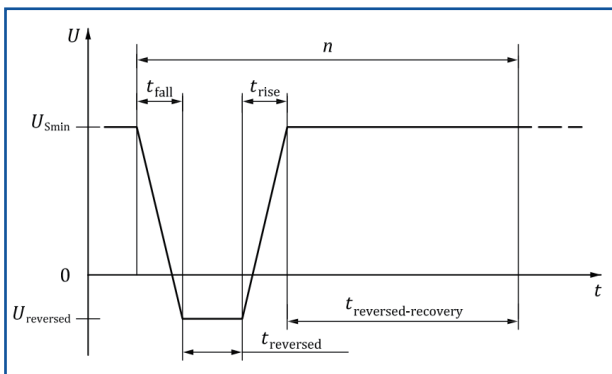 U
n
t_fall
t_rise
U_Smin
0
t
U_reversed
t_reversed-recovery
t_reversed